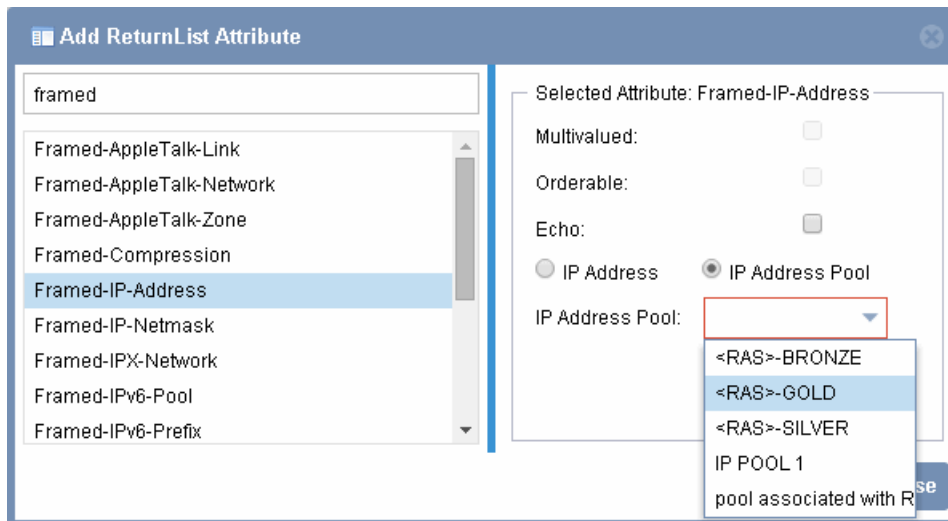 Add ReturnList Attribute
framed
Framed-AppleTalk-Link
Framed-AppleTalk-Network
Framed-AppleTalk-Zone
Framed-Compression
Framed-IP-Address
Framed-IP-Netmask
Framed-IPX-Network
Framed-IPv6-Pool
Framed-IPv6-Prefix
Selected Attribute: Framed-IP-Address
Multivalued:
Orderable:
Echo:
IP Address IP Address Pool
IP Address Pool:
<RAS>-BRONZE
<RAS>-GOLD
<RAS>-SILVER
IP POOL 1
pool associated with R
se